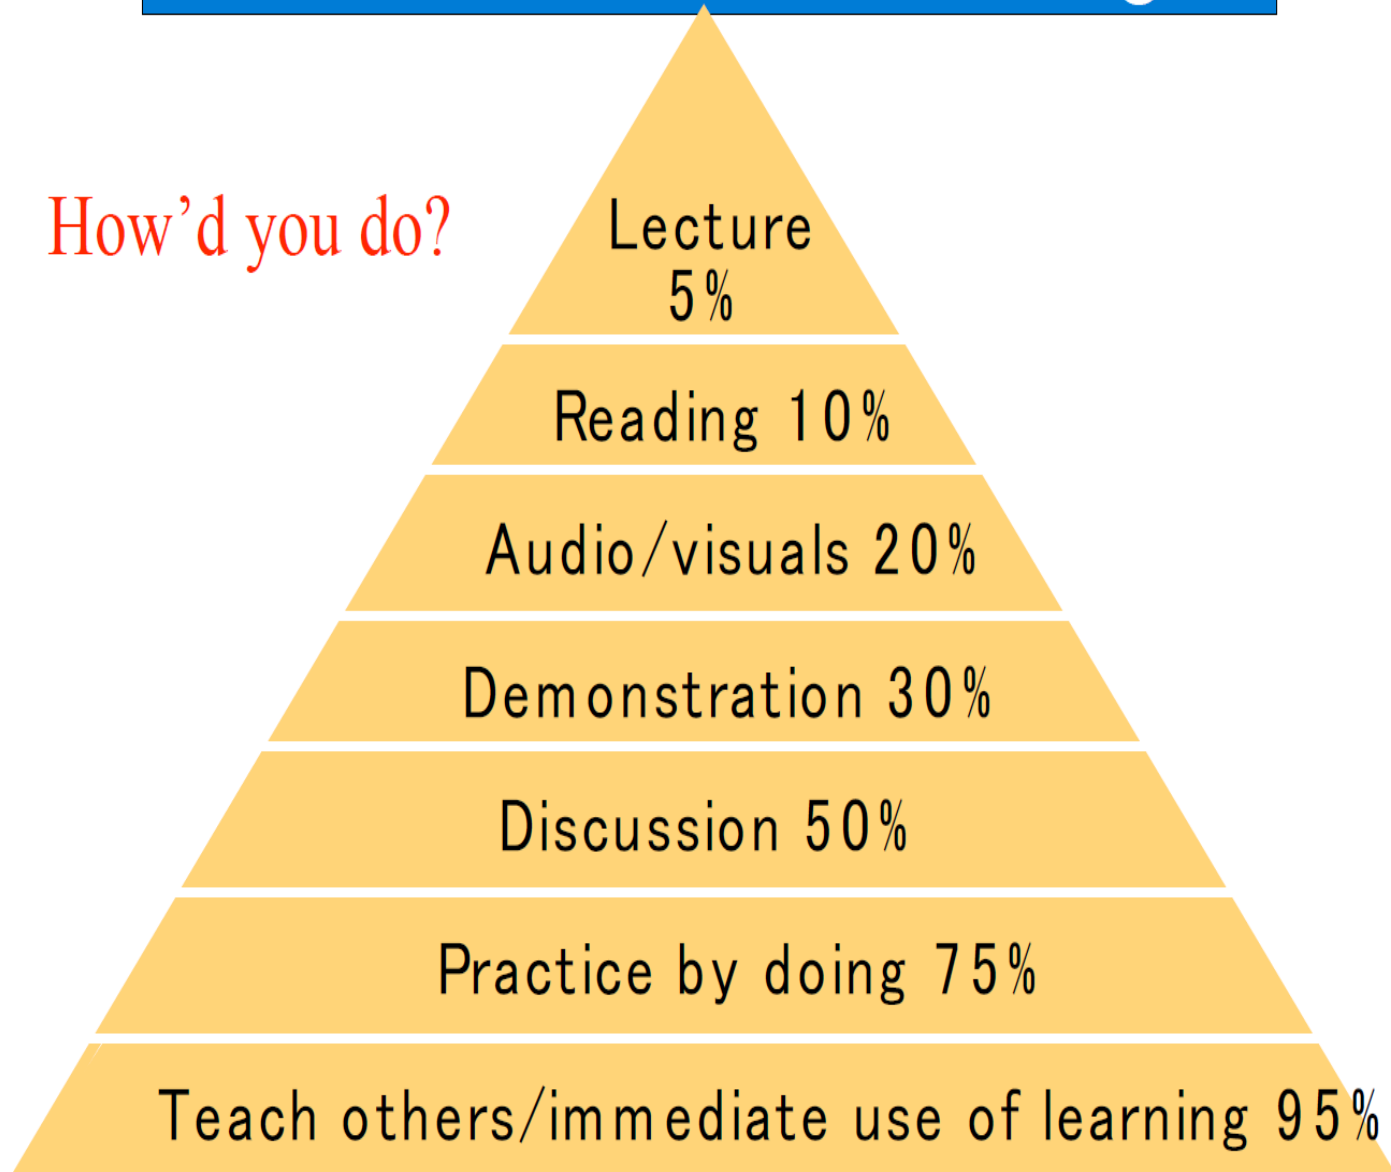 How’d you do?
Lecture
5%
Reading 10%
Audio/visuals 20%
Demonstration 30%
Discussion 50%
Practice by doing 75%
Teach others/immediate use of learning 95%